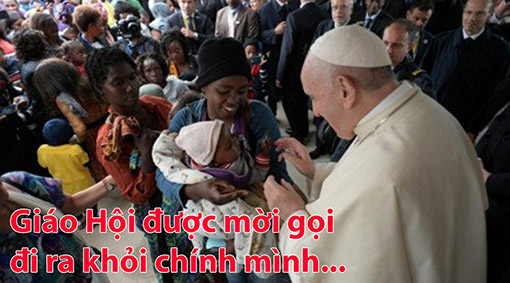 Giáo Hội được mời gọi
đi ra khỏi chính mình...